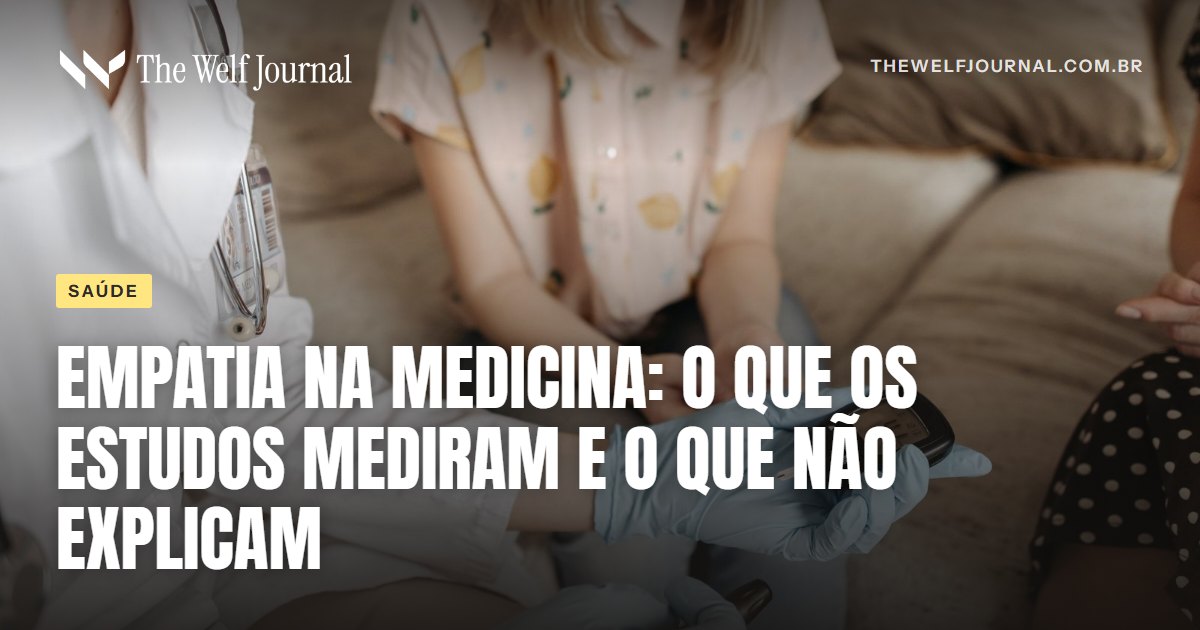 The Welf Journal
THEWELFJOURNAL.COM.BR
SAÚDE
EMPATIA NA MEDICINA: O QUE OS
ESTUDOS MEDIRAM E O QUE NÃO
EXPLICAM